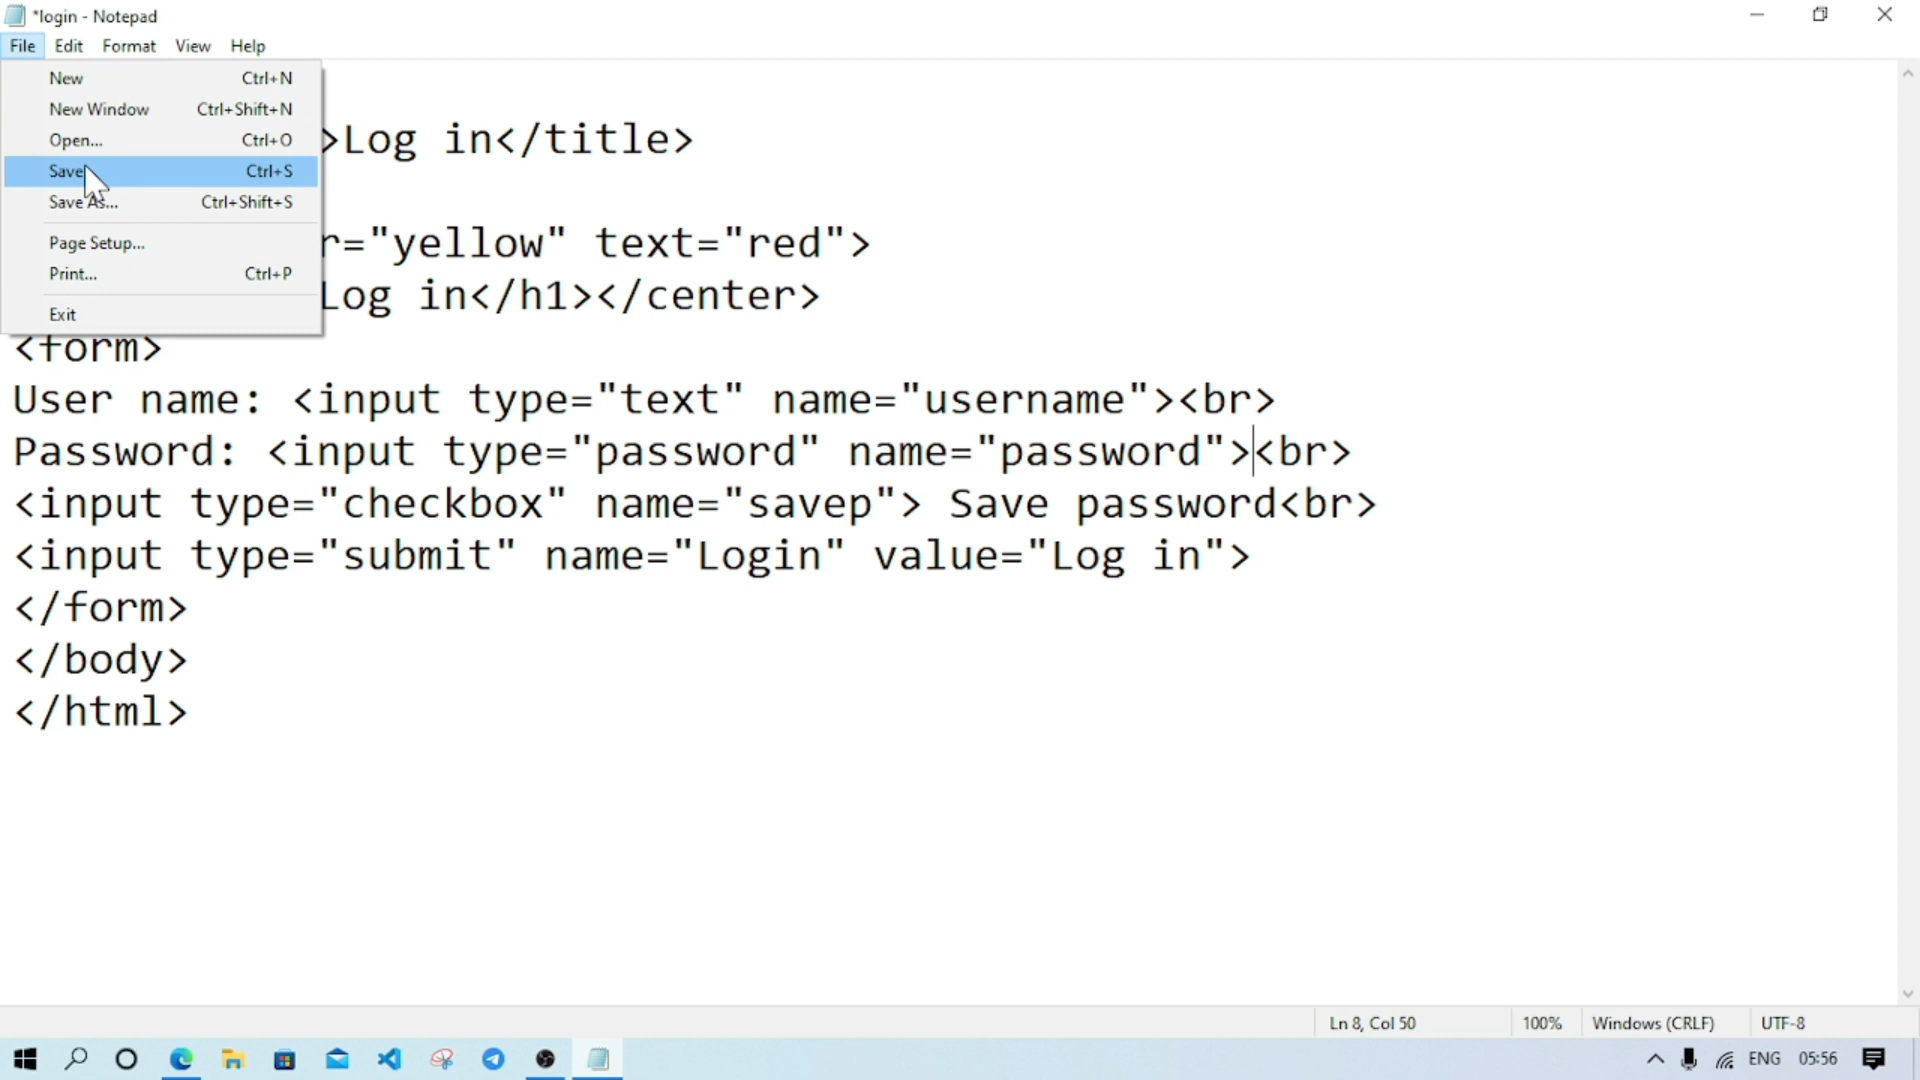 *login - Notepad
File Edit Format View Help
New Ctrl+N
New Window Ctrl+Shift+N
Open... Ctrl+O
Save Ctrl+S
Save As... Ctrl+Shift+S
Page Setup...
Print... Ctrl+P
Exit
>Log in</title>
r="yellow" text="red">
Log in</h1></center>
<form>
User name: <input type="text" name="username"><br>
Password: <input type="password" name="password"><br>
<input type="checkbox" name="savep"> Save password<br>
<input type="submit" name="Login" value="Log in">
</form>
</body>
</html>
Ln 8, Col 50 100% Windows (CRLF) UTF-8
ENG 05:56